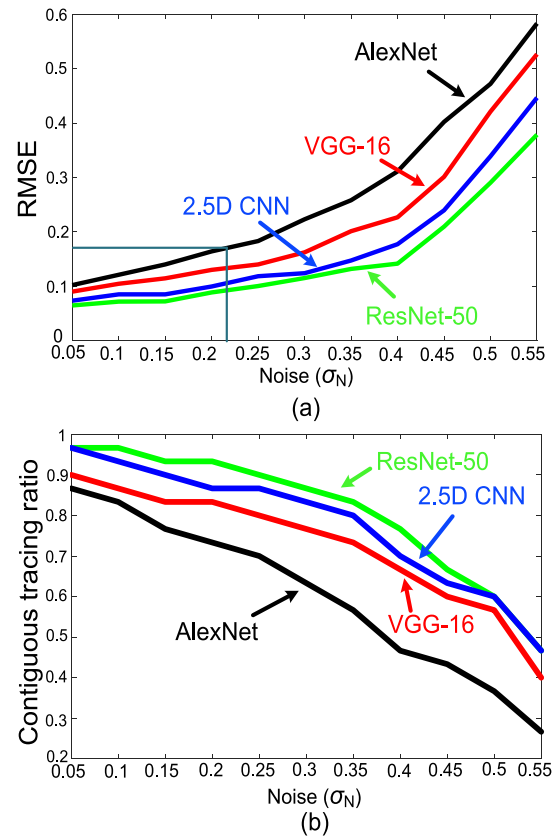 0.6
0.5
0.4
0.3
0.2
0.1
0
RMSE
AlexNet
VGG-16
2.5D CNN
ResNet-50
0.05 0.1 0.15 0.2 0.25 0.3 0.35 0.4 0.45 0.5 0.55
Noise (σN)
(a)
1
0.9
0.8
0.7
0.6
0.5
0.4
0.3
0.2
Contiguous tracing ratio
ResNet-50
2.5D CNN
VGG-16
AlexNet
0.05 0.1 0.15 0.2 0.25 0.3 0.35 0.4 0.45 0.5 0.55
Noise (σN)
(b)